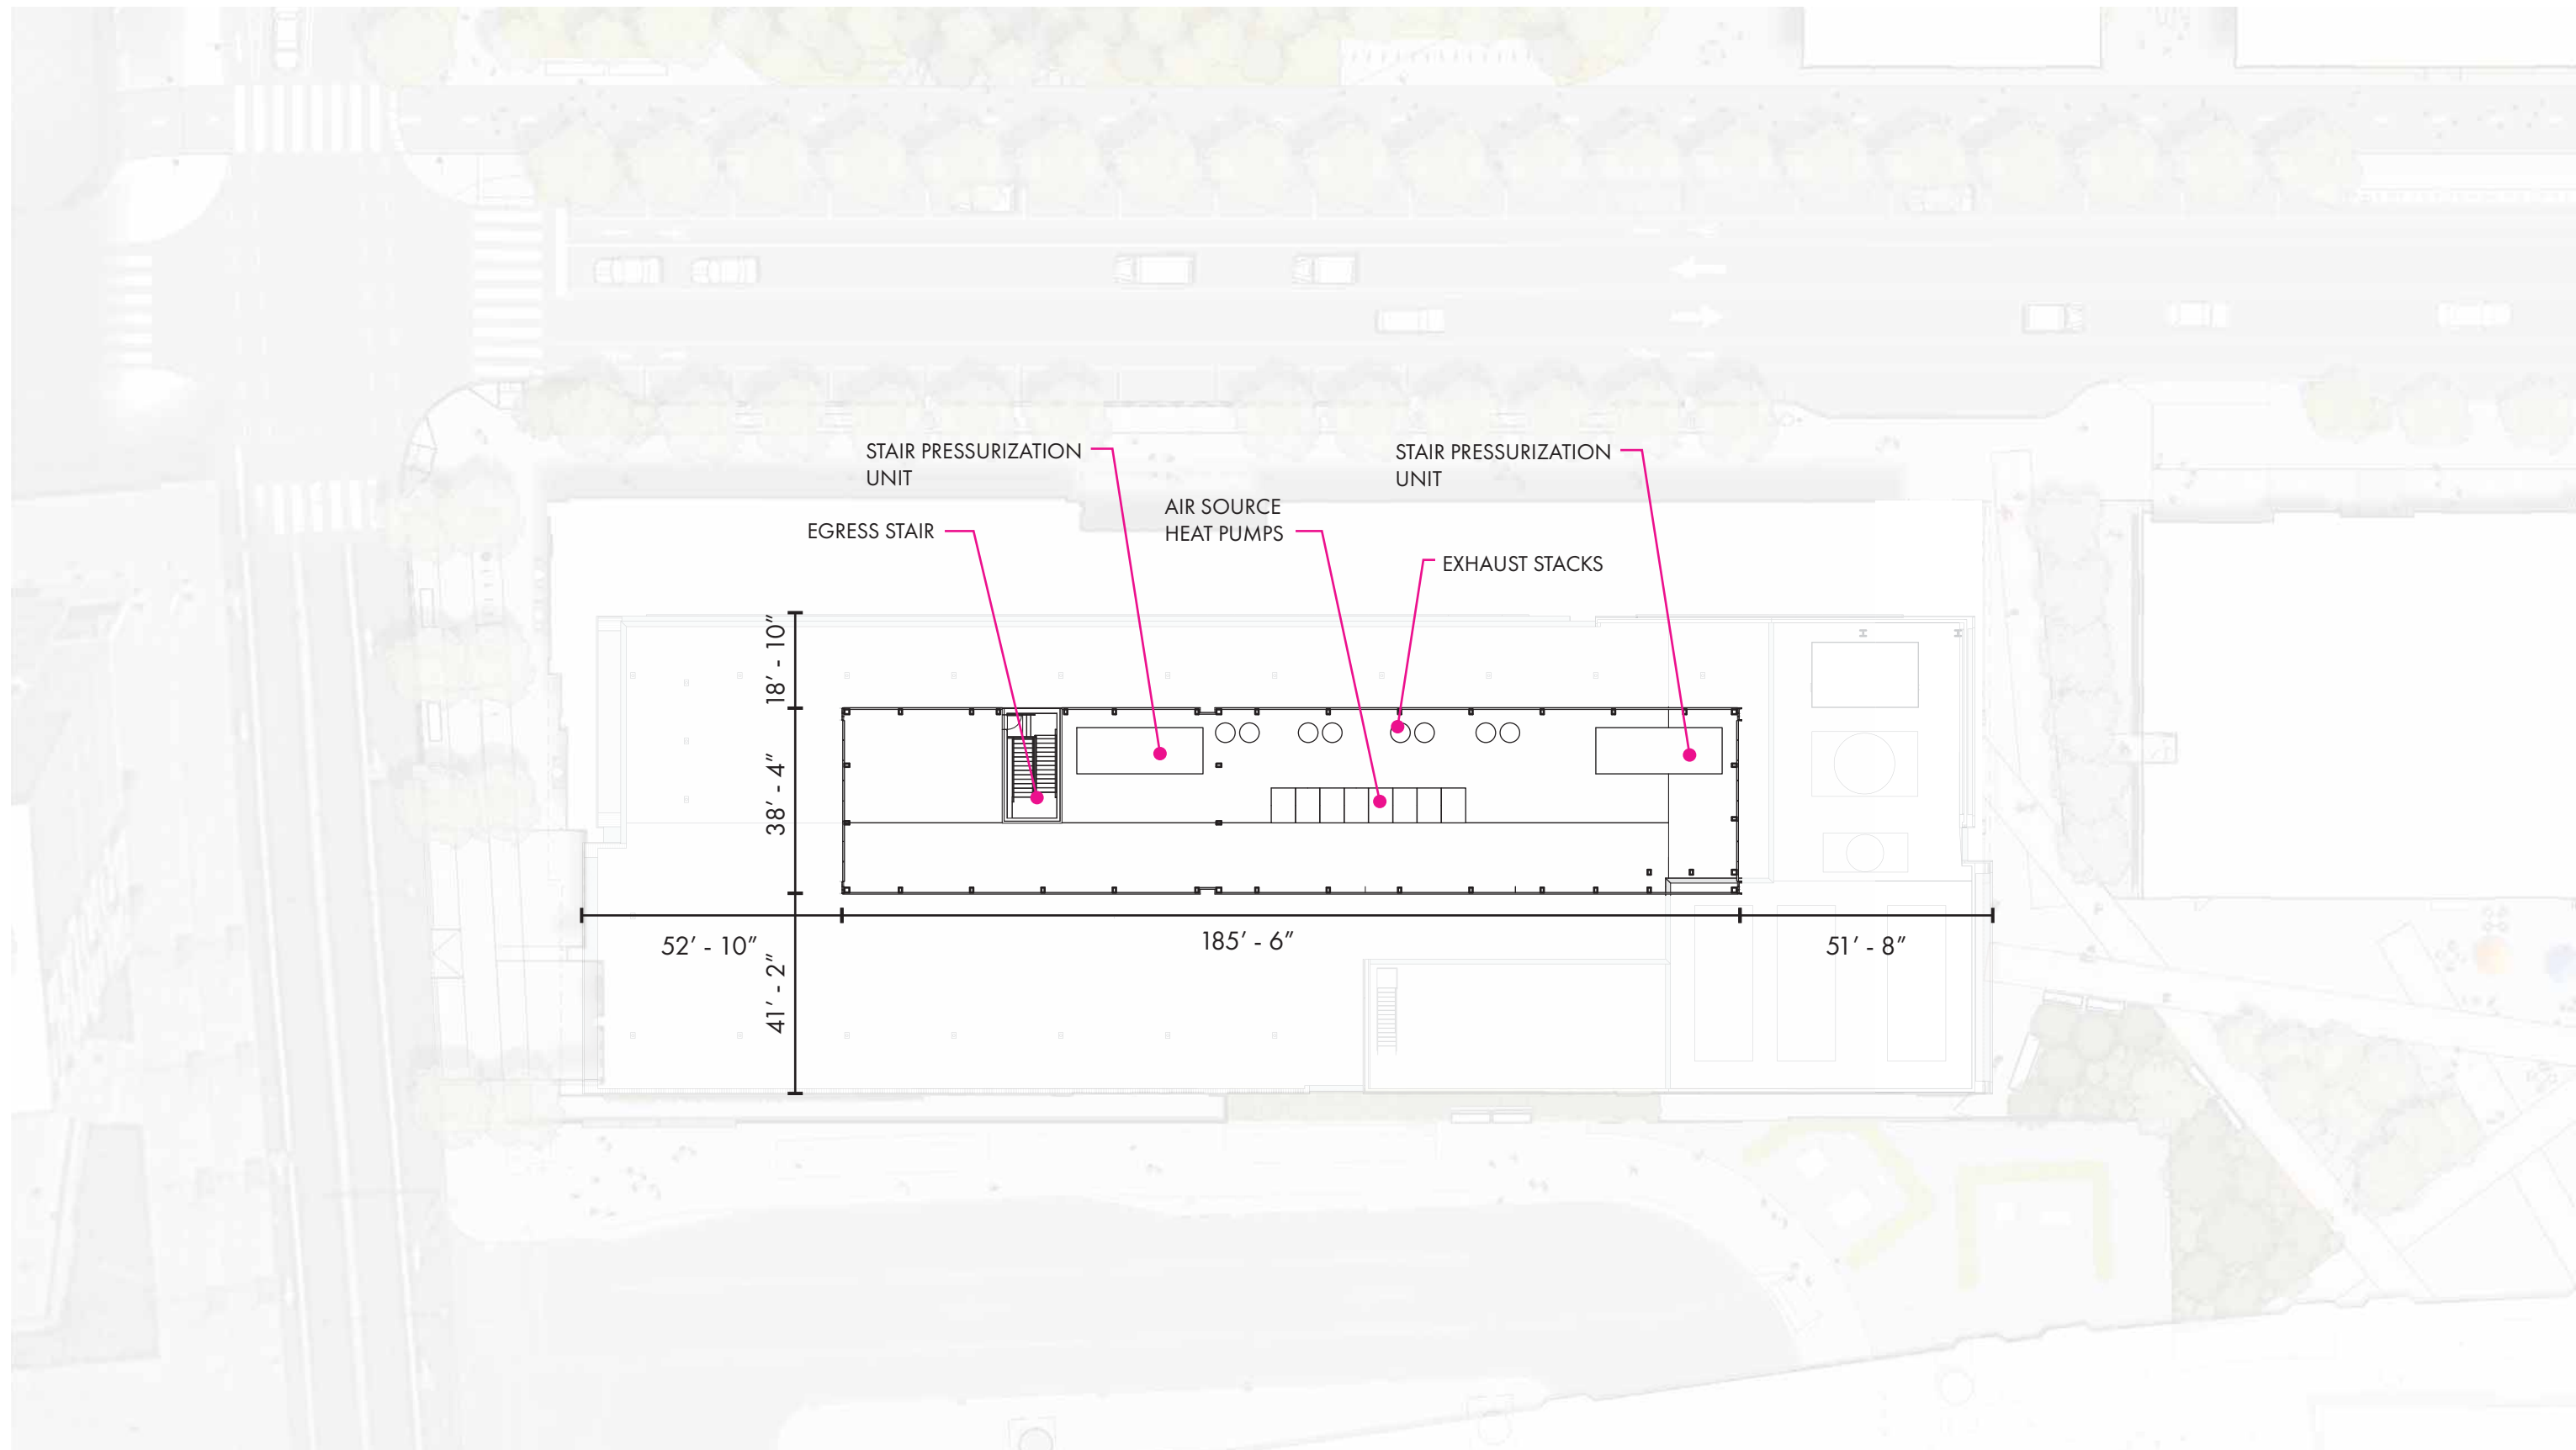 STAIR PRESSURIZATION
UNIT
STAIR PRESSURIZATION
UNIT
AIR SOURCE
HEAT PUMPS
EGRESS STAIR
EXHAUST STACKS
18’ - 10”
38’ - 4”
41’ - 2”
52’ - 10”
185’ - 6”
51’ - 8”